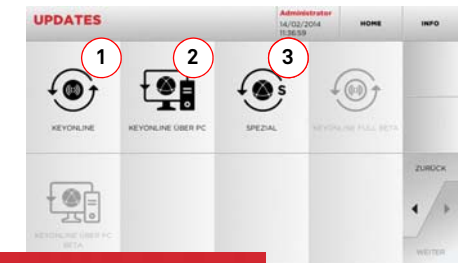 UPDATES
Administrator
14/02/2014
11:36:59
HOME
INFO
1
2
3
S
KEYONLINE
KEYONLINE ÜBER PC
SPEZIAL
KEYONLINE FULL BETA
ZURÜCK
KEYONLINE ÜBER PC
BETA
WEITER